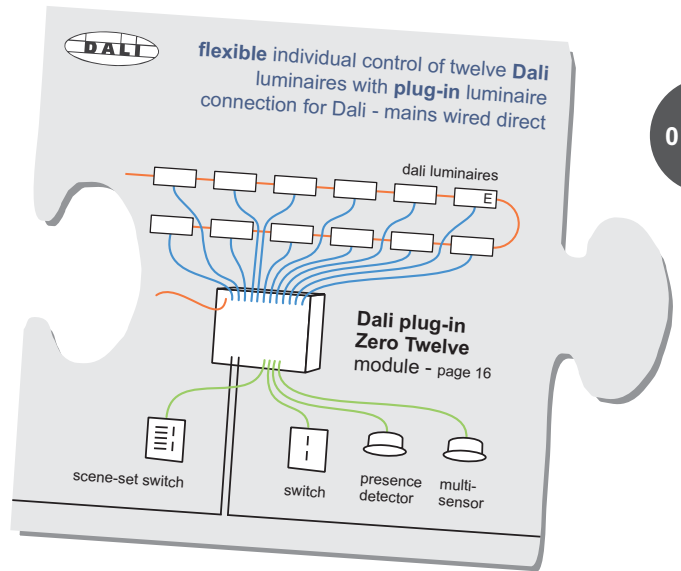 DALI
flexible individual control of twelve Dali
luminaires with plug-in luminaire
connection for Dali - mains wired direct
0
dali luminaires
E
Dali plug-in
Zero Twelve
module - page 16
scene-set switch
switch
presence
detector
multi-
sensor